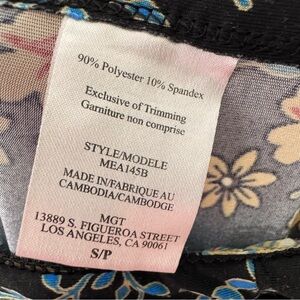 90% Polyester 10% Spandex
Exclusive of Trimming
Garniture non comprise
STYLE/MODELE
MEA145B
MADE IN/FABRIQUE AU
CAMBODIA/CAMBODGE
MGT
13889 S. FIGUEROA STREET
LOS ANGELES, CA 90061
S/P